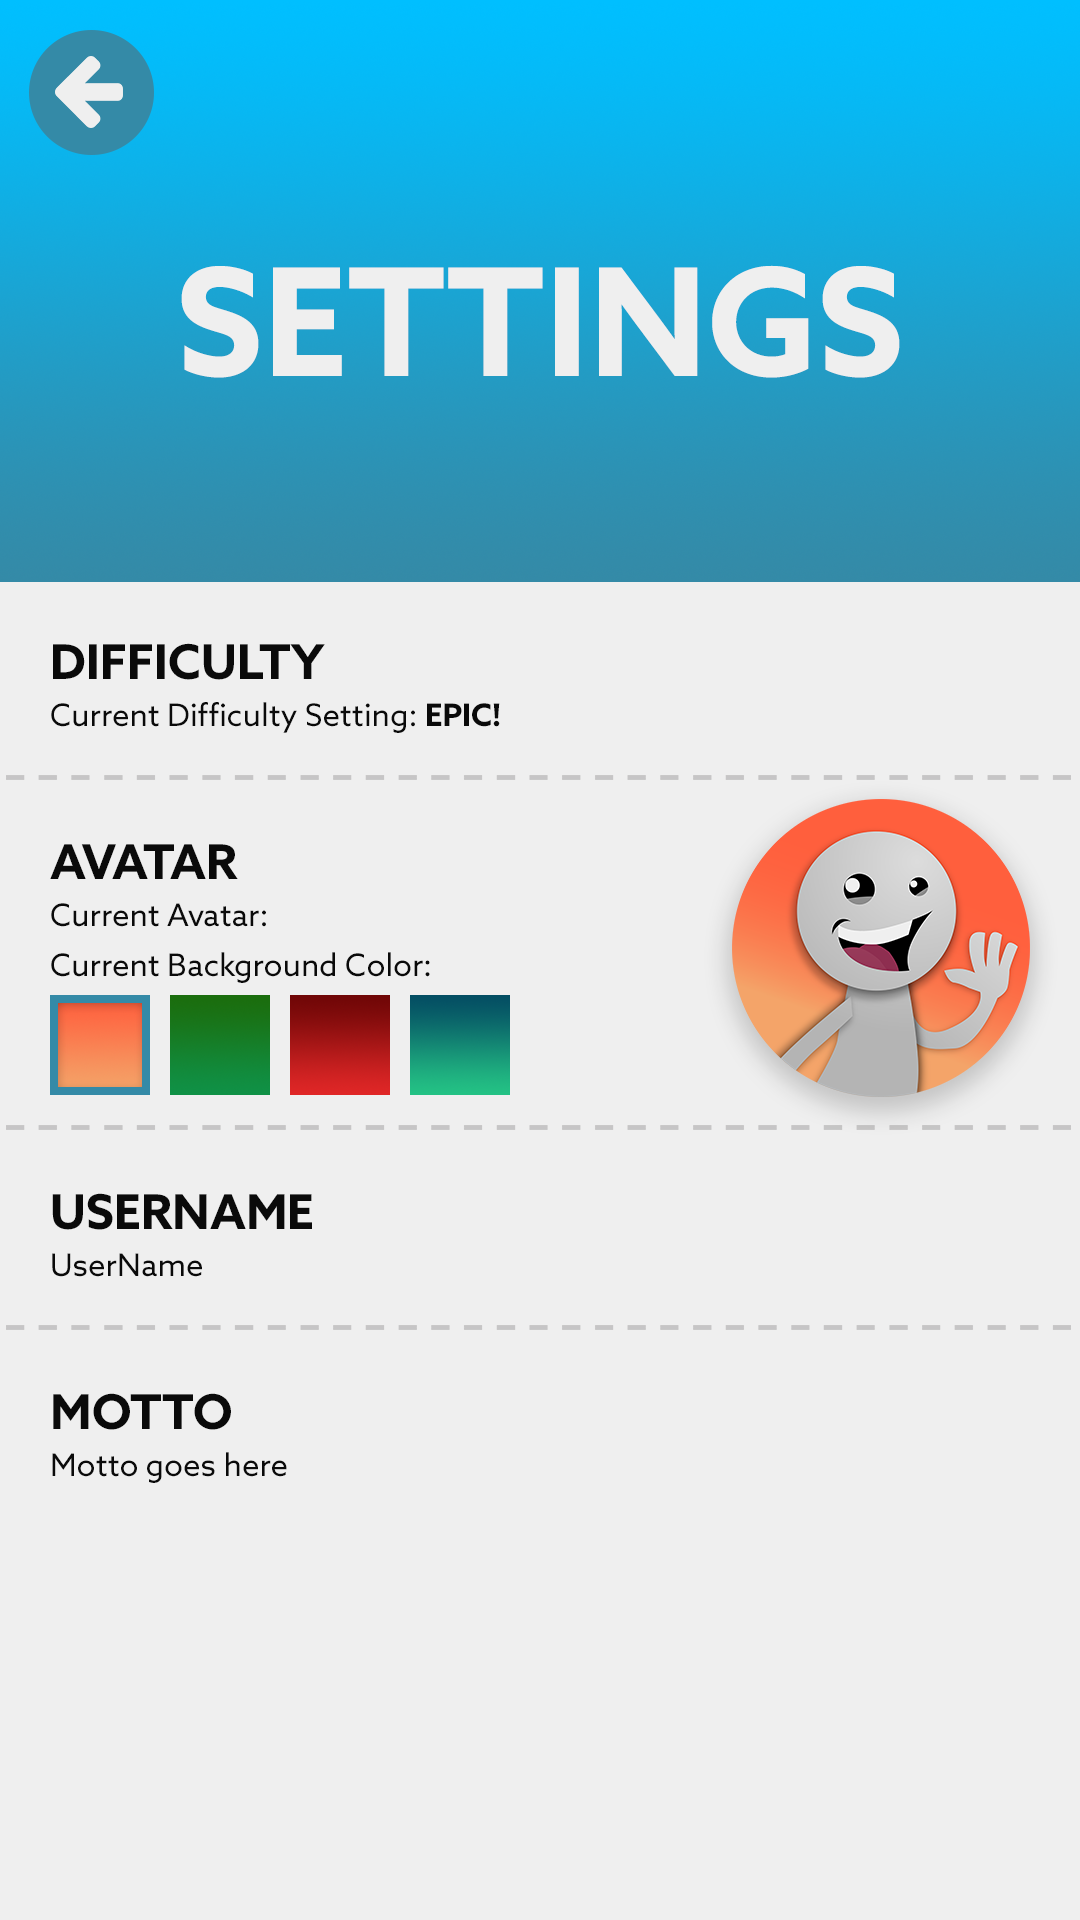 SETTINGS
DIFFICULTY
Current Difficulty Setting: EPIC!
AVATAR
Current Avatar:
Current Background Color:
USERNAME
UserName
MOTTO
Motto goes here